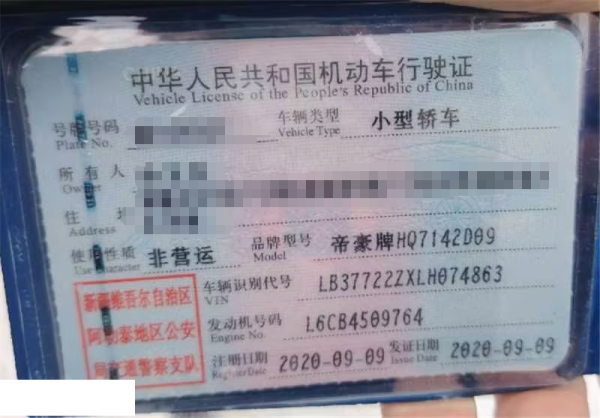 中华人民共和国机动车行驶证
Vehicle License of the People's Republic of China
号牌号码
Plate No.
车辆类型 小型轿车
Vehicle Type
所有人
Owner
住 址
Address
使用性质 非营运
Use Character
品牌型号 帝豪牌HQ7142D09
Model
车辆识别代号 LB37722ZXLH074863
VIN
发动机号码 L6CB4509764
Engine No.
注册日期 2020-09-09
Register Date
发证日期 2020-09-09
Issue Date
新疆维吾尔自治区
阿勒泰地区公安
局交通警察支队